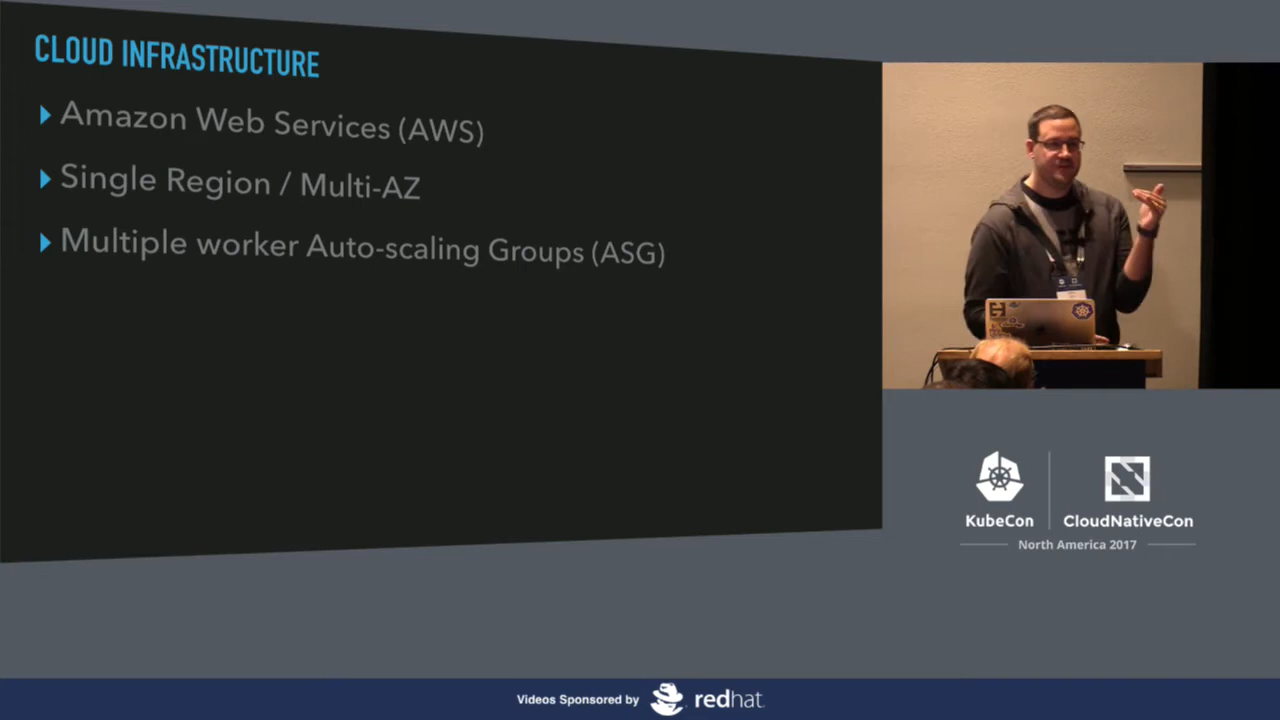 CLOUD INFRASTRUCTURE
Amazon Web Services (AWS)
Single Region / Multi-AZ
Multiple worker Auto-scaling Groups (ASG)
KubeCon
CloudNativeCon
North America 2017
Videos Sponsored by redhat.